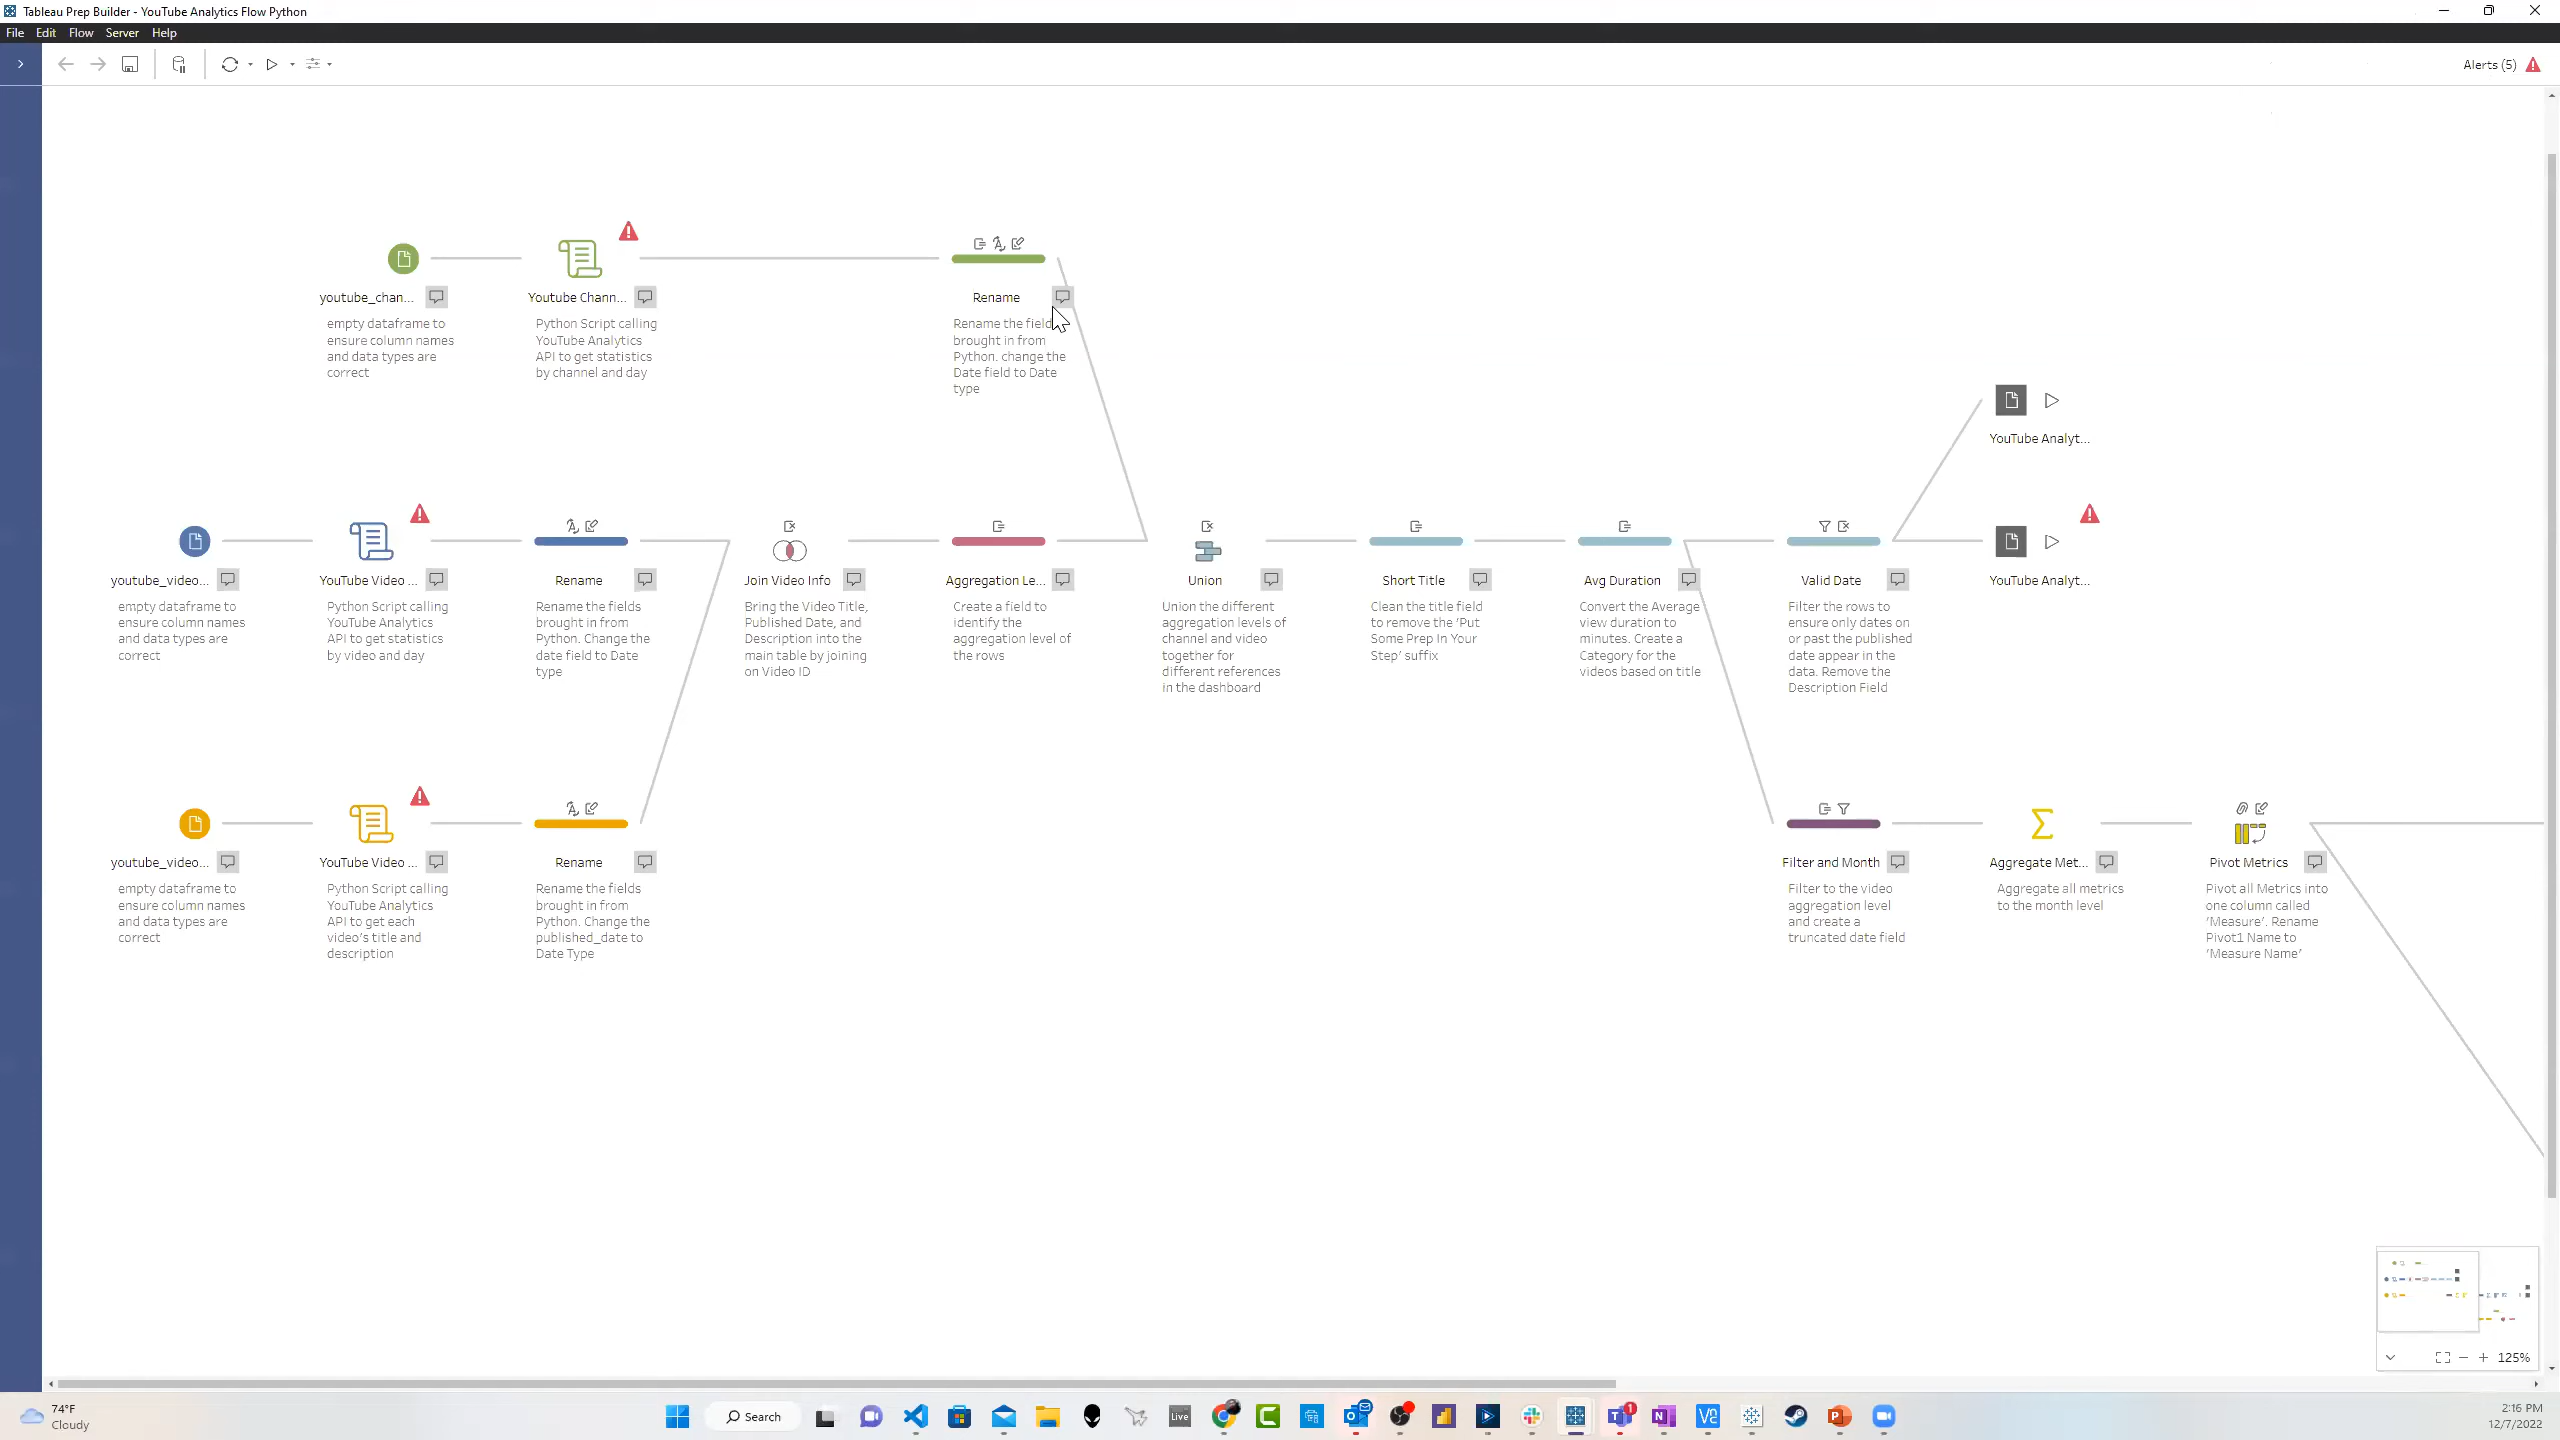 Tableau Prep Builder - YouTube Analytics Flow Python
File Edit Flow Server Help
Alerts (5)
youtube_chan...
empty dataframe to
ensure column names
and data types are
correct
Youtube Chann...
Python Script calling
YouTube Analytics
API to get statistics
by channel and day
Rename
Rename the field
brought in from
Python. change the
Date field to Date
type
YouTube Analyt...
youtube_video...
empty dataframe to
ensure column names
and data types are
correct
YouTube Video ...
Python Script calling
YouTube Analytics
API to get statistics
by video and day
Rename
Rename the fields
brought in from
Python. Change the
date field to Date
type
Join Video Info
Bring the Video Title,
Published Date, and
Description into the
main table by joining
on Video ID
Aggregation Le...
Create a field to
identify the
aggregation level of
the rows
Union
Union the different
aggregation levels of
channel and video
together for
different references
in the dashboard
Short Title
Clean the title field
to remove the 'Put
Some Prep In Your
Step' suffix
Avg Duration
Convert the Average
view duration to
minutes. Create a
Category for the
videos based on title
Valid Date
Filter the rows to
ensure only dates on
or past the published
date appear in the
data. Remove the
Description Field
YouTube Analyt...
youtube_video...
empty dataframe to
ensure column names
and data types are
correct
YouTube Video ...
Python Script calling
YouTube Analytics
API to get each
video's title and
description
Rename
Rename the fields
brought in from
Python. Change the
published_date to
Date Type
Filter and Month
Filter to the video
aggregation level
and create a
truncated date field
Aggregate Met...
Aggregate all metrics
to the month level
Pivot Metrics
Pivot all Metrics into
one column called
'Measure'. Rename
Pivot1 Name to
'Measure Name'
125%
74°F
Cloudy
Search
Live
1
2:16 PM
12/7/2022